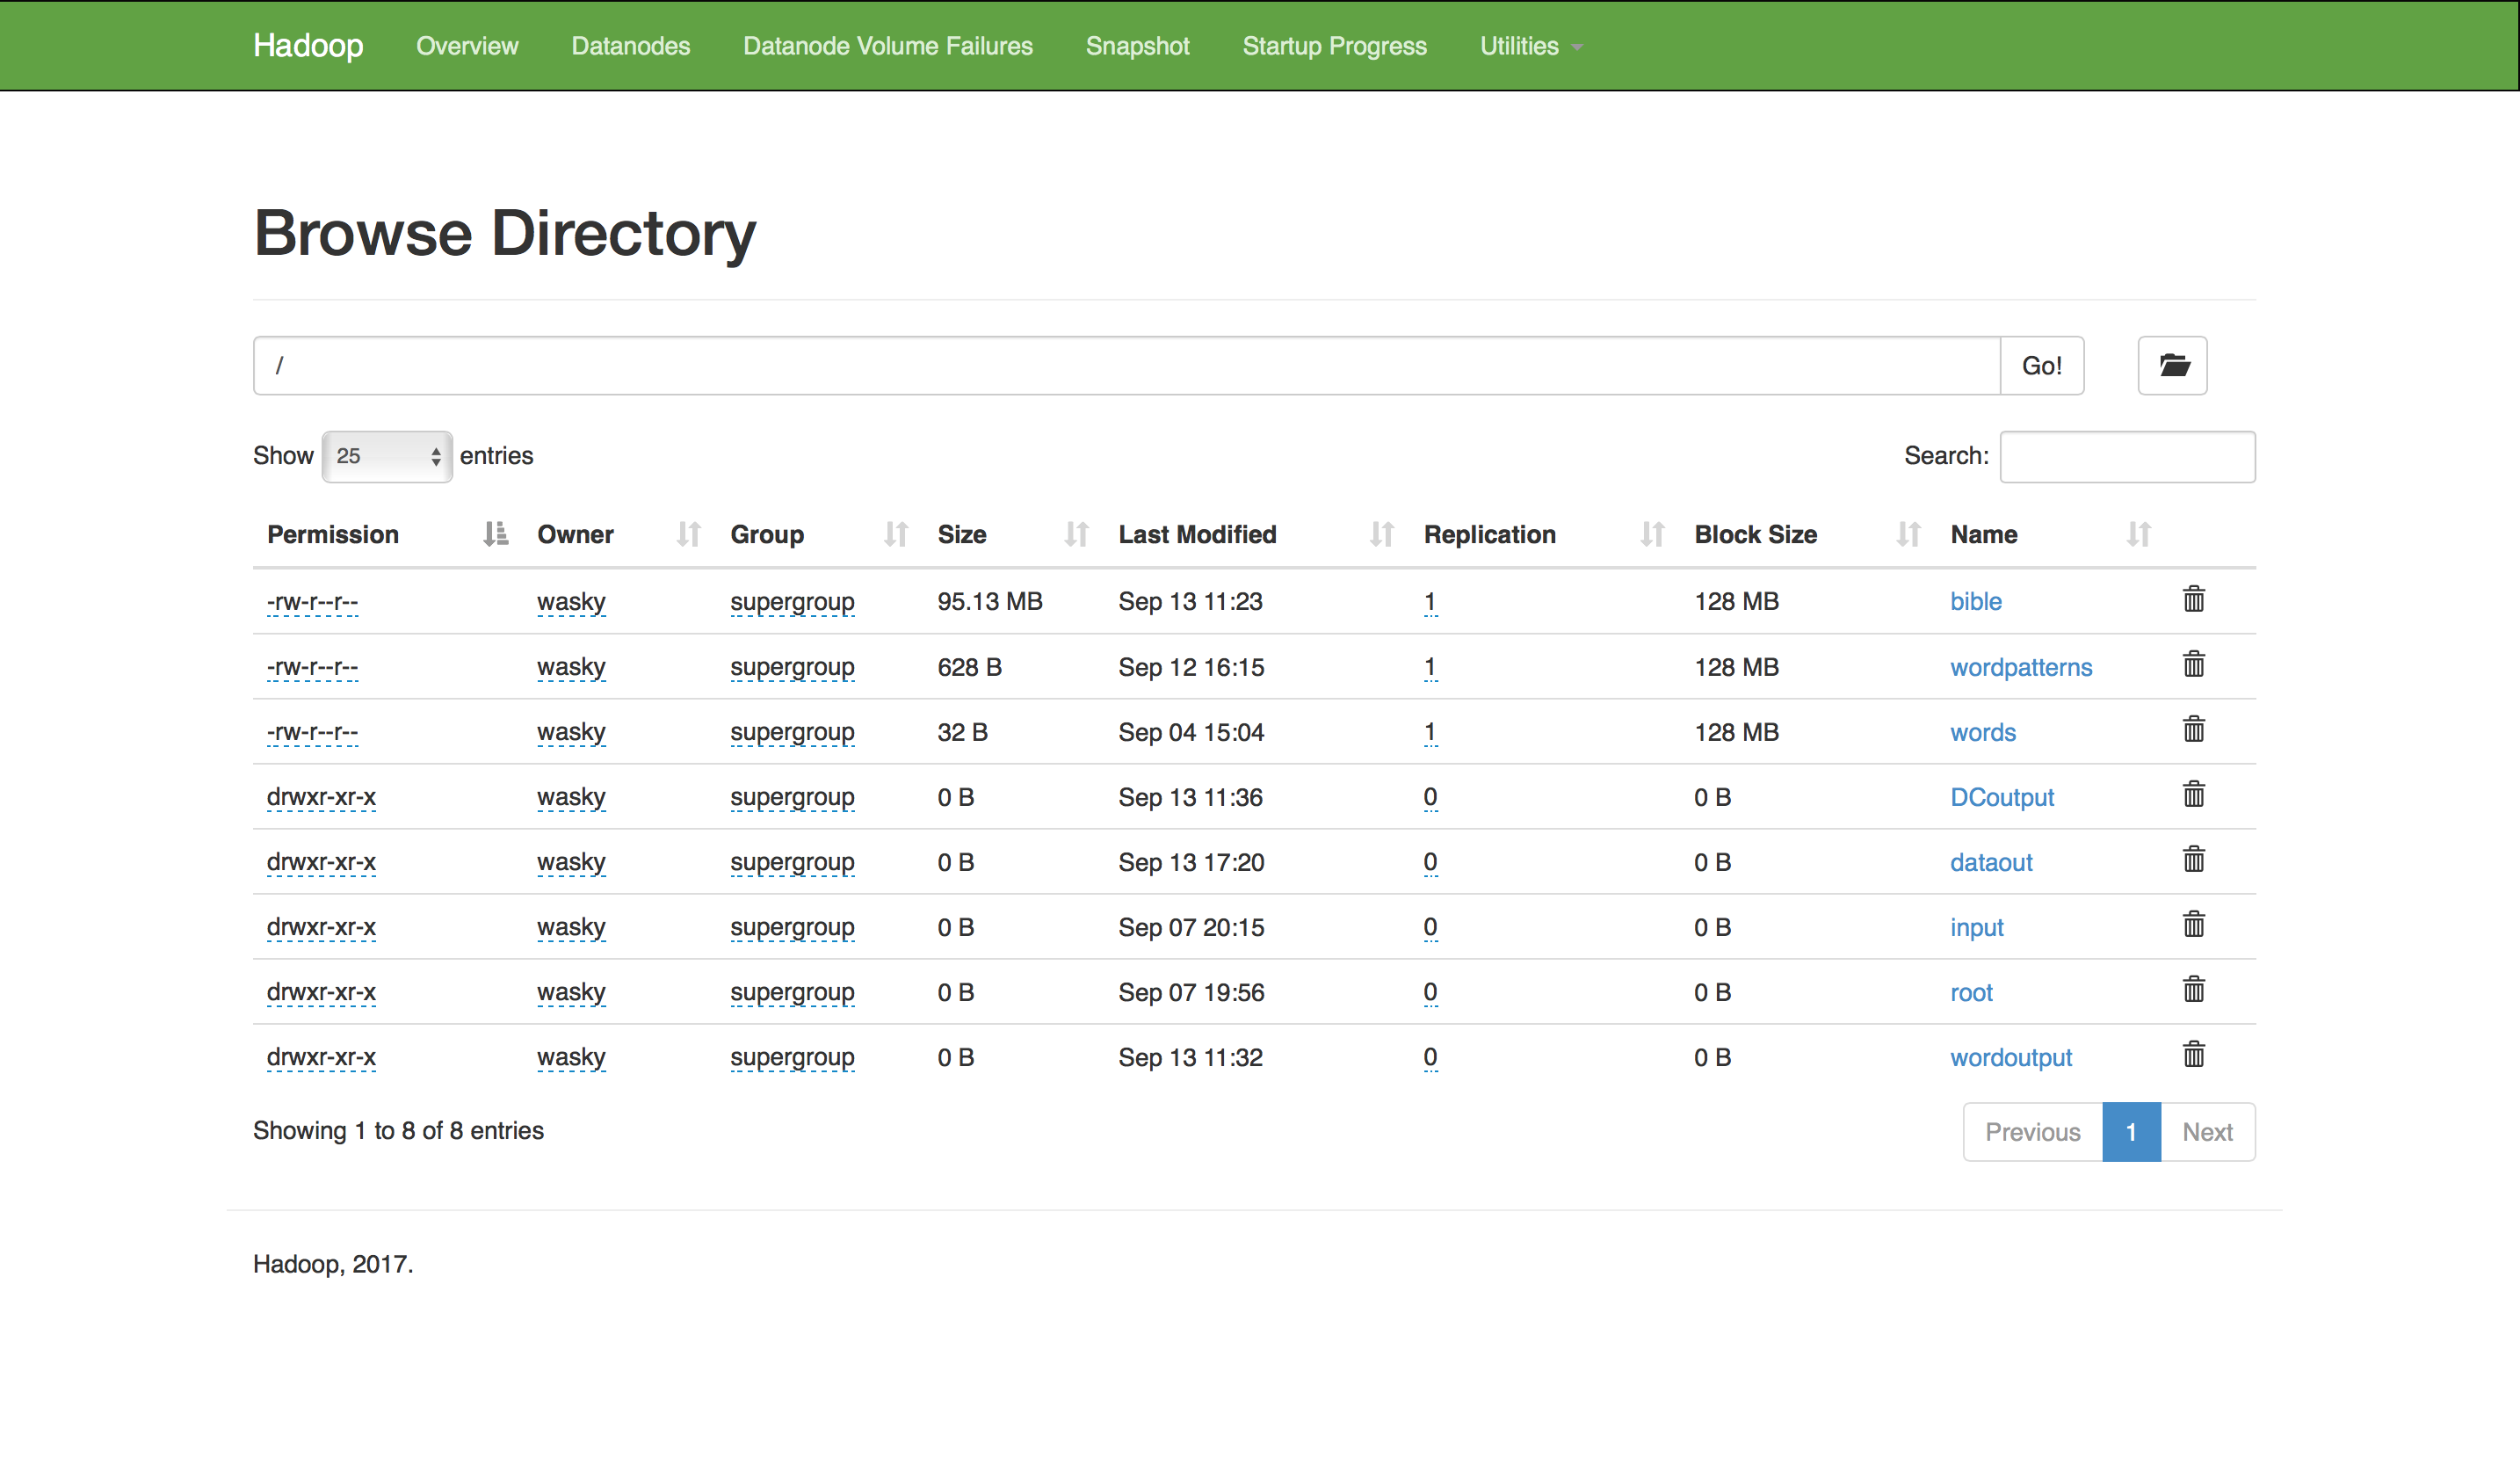 Hadoop Overview Datanodes Datanode Volume Failures Snapshot Startup Progress Utilities
Browse Directory
/ Go!
Show 25 entries Search:
Permission Owner Group Size Last Modified Replication Block Size Name
-rw-r--r-- wasky supergroup 95.13 MB Sep 13 11:23 1 128 MB bible
-rw-r--r-- wasky supergroup 628 B Sep 12 16:15 1 128 MB wordpatterns
-rw-r--r-- wasky supergroup 32 B Sep 04 15:04 1 128 MB words
drwxr-xr-x wasky supergroup 0 B Sep 13 11:36 0 0 B DCoutput
drwxr-xr-x wasky supergroup 0 B Sep 13 17:20 0 0 B dataout
drwxr-xr-x wasky supergroup 0 B Sep 07 20:15 0 0 B input
drwxr-xr-x wasky supergroup 0 B Sep 07 19:56 0 0 B root
drwxr-xr-x wasky supergroup 0 B Sep 13 11:32 0 0 B wordoutput
Showing 1 to 8 of 8 entries Previous 1 Next
Hadoop, 2017.